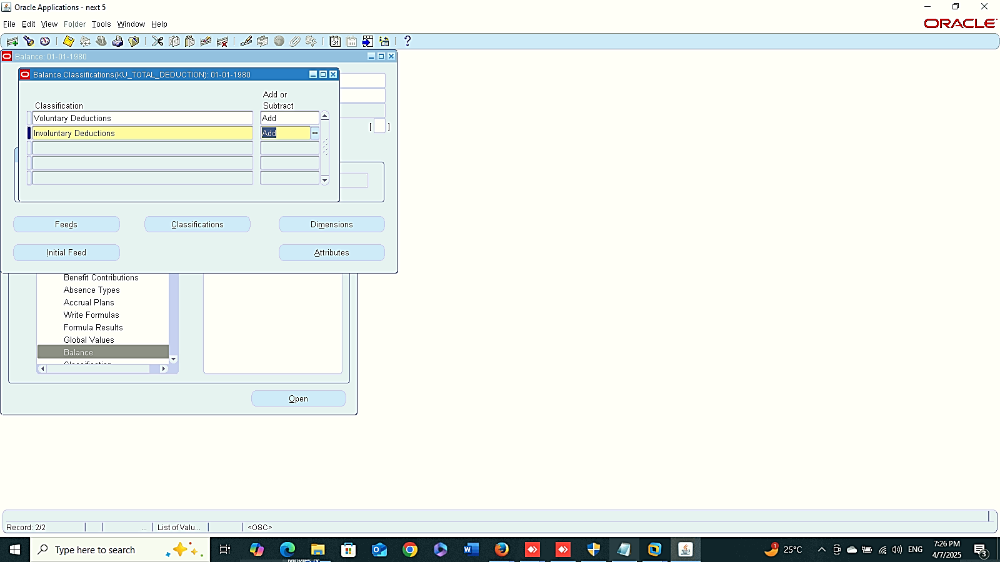 Oracle Applications - next 5
File Edit View Folder Tools Window Help
ORACLE
31
?
Balance: 01-01-1980
Balance Classifications(KU_TOTAL_DEDUCTION): 01-01-1980
Add or
Classification Subtract
Voluntary Deductions Add
Involuntary Deductions Add ...
[ ]
Feeds Classifications Dimensions
Initial Feed Attributes
Benefit Contributions
Absence Types
Accrual Plans
Write Formulas
Formula Results
Global Values
Balance
Open
Record: 2/2 ... List of Valu... <OSC>
Type here to search
1 25°C ENG 7:26 PM
4/7/2025 3